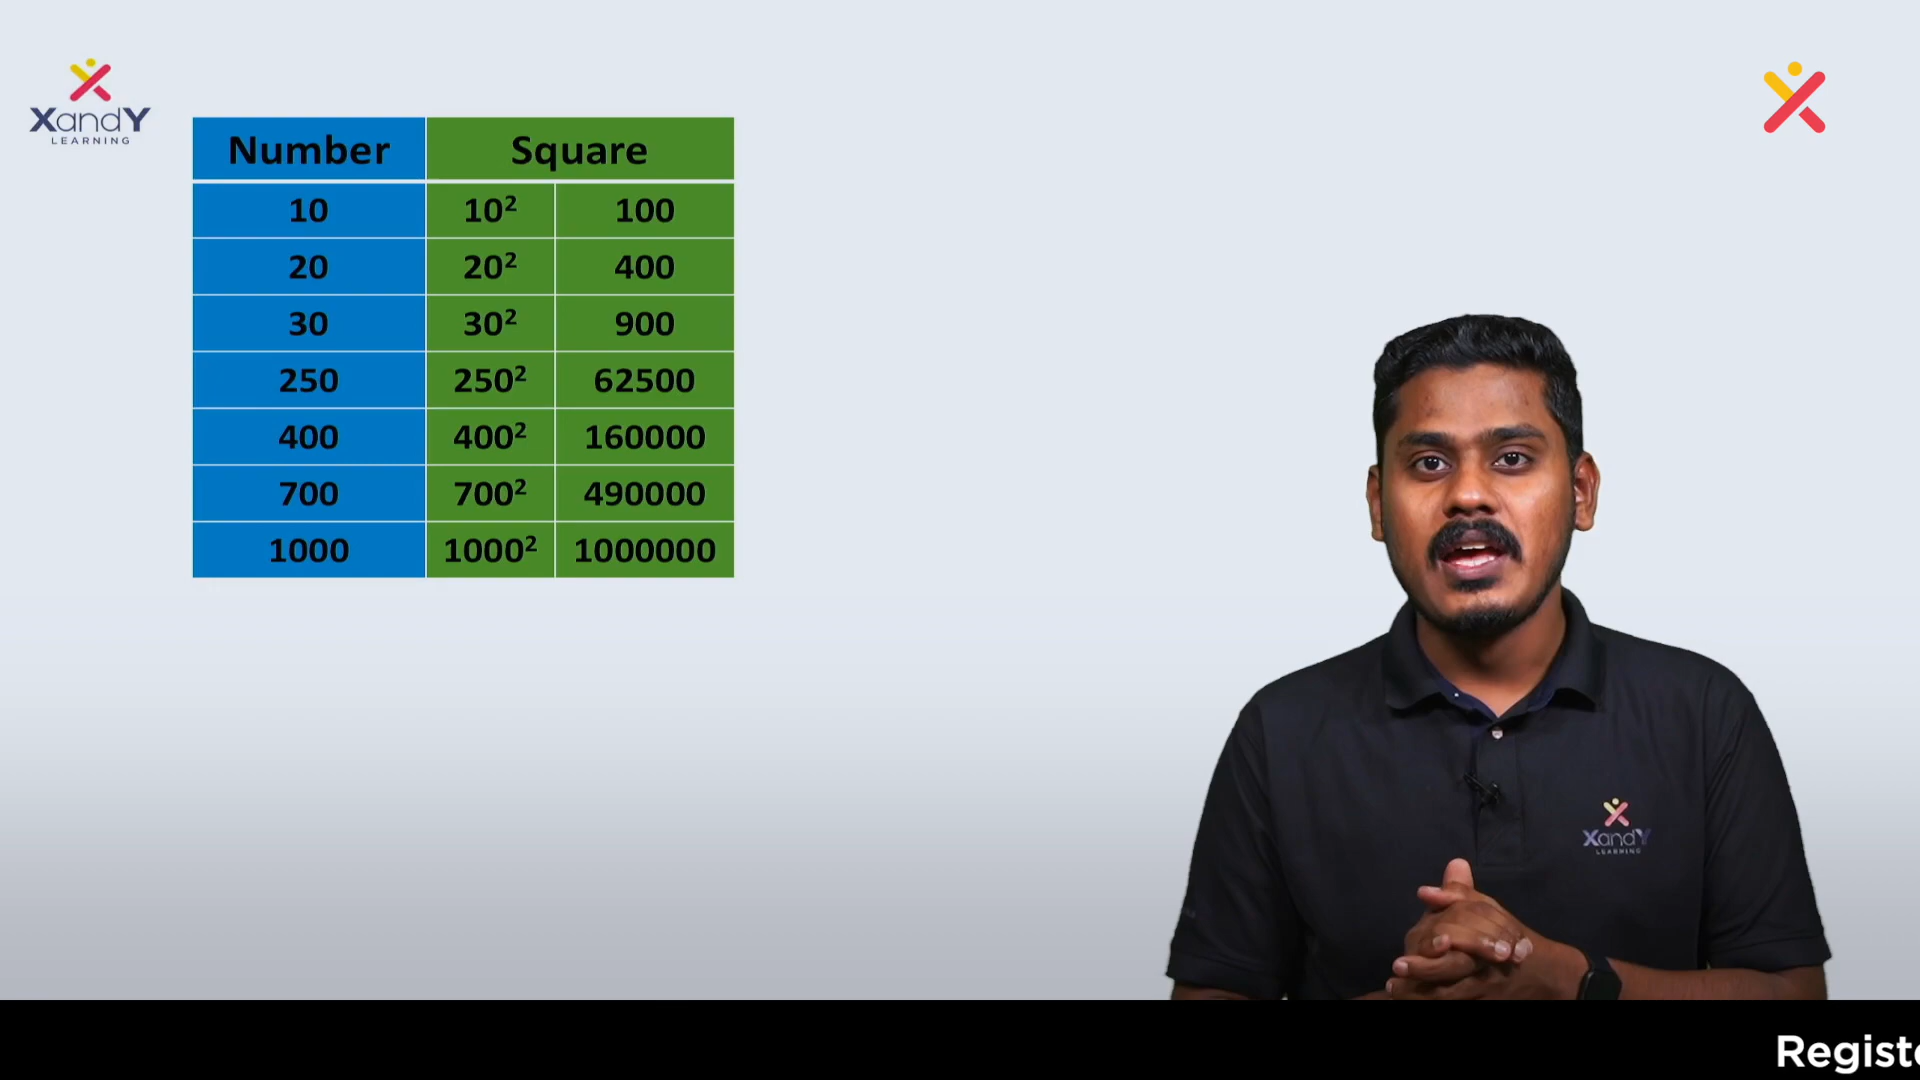 XandY
LEARNING
Number Square
10 10² 100
20 20² 400
30 30² 900
250 250² 62500
400 400² 160000
700 700² 490000
1000 1000² 1000000
XandY
LEARNING